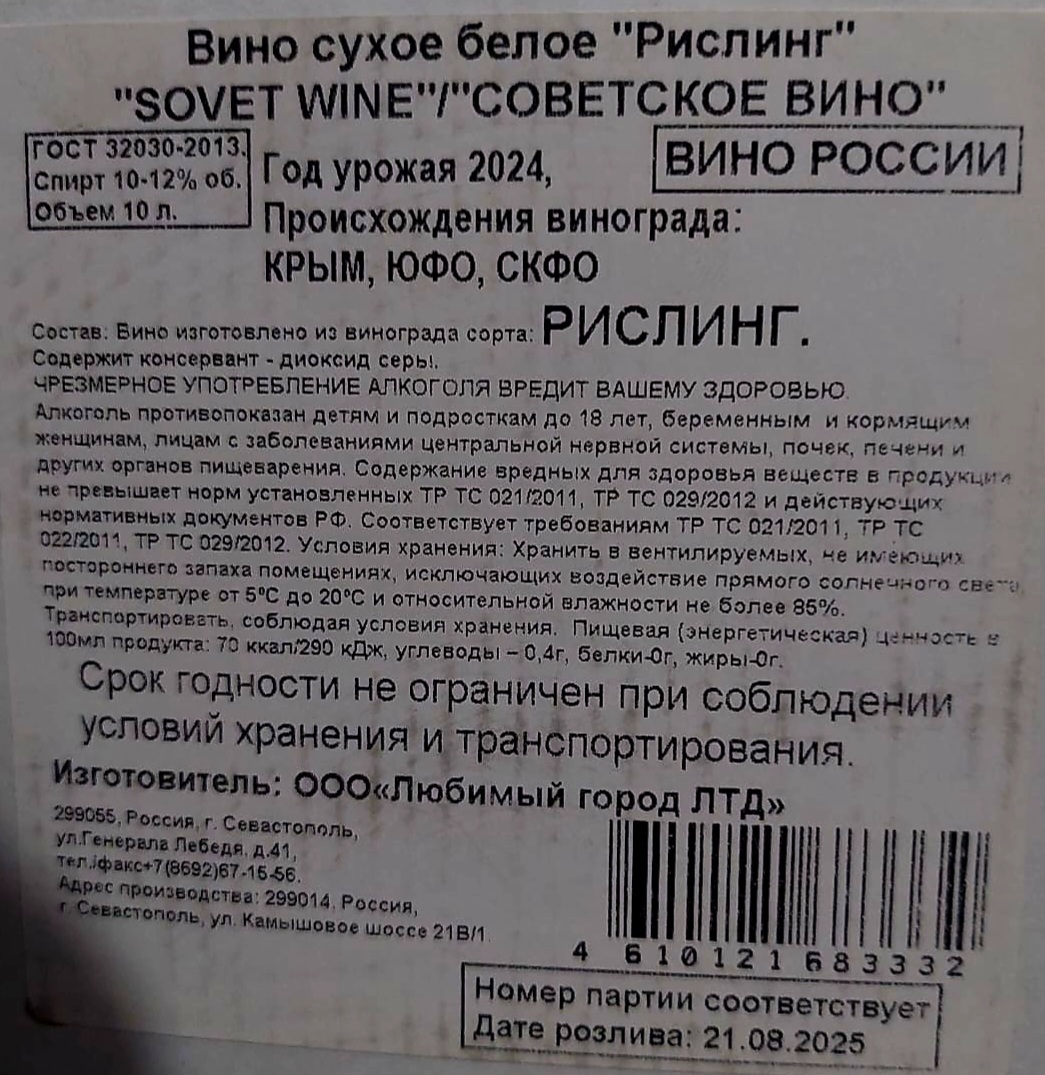 Вино сухое белое "Рислинг"
"SOVET WINE"/"СОВЕТСКОЕ ВИНО"
ГОСТ 32030-2013.
Спирт 10-12% об.
Объем 10 л.
Год урожая 2024,
ВИНО РОССИИ
Происхождения винограда:
КРЫМ, ЮФО, СКФО
Состав: Вино изготовлено из винограда сорта: РИСЛИНГ.
Содержит консервант - диоксид серы.
ЧРЕЗМЕРНОЕ УПОТРЕБЛЕНИЕ АЛКОГОЛЯ ВРЕДИТ ВАШЕМУ ЗДОРОВЬЮ.
Алкоголь противопоказан детям и подросткам до 18 лет, беременным и кормящим
женщинам, лицам с заболеваниями центральной нервной системы, почек, печени и
других органов пищеварения. Содержание вредных для здоровья веществ в продукции
не превышает норм установленных ТР ТС 021/2011, ТР ТС 029/2012 и действующих
нормативных документов РФ. Соответствует требованиям ТР ТС 021/2011, ТР ТС
022/2011, ТР ТС 029/2012. Условия хранения: Хранить в вентилируемых, не имеющих
постороннего запаха помещениях, исключающих воздействие прямого солнечного света,
при температуре от 5°С до 20°С и относительной влажности не более 85%.
Транспортировать, соблюдая условия хранения. Пищевая (энергетическая) ценность в
100мл продукта: 70 ккал/290 кДж, углеводы – 0,4г, белки-0г, жиры-0г.
Срок годности не ограничен при соблюдении
условий хранения и транспортирования.
Изготовитель: ООО«Любимый город ЛТД»
299055, Россия, г. Севастополь,
ул.Генерала Лебедя, д.41,
тел./факс+7(8692)67-15-56.
Адрес производства: 299014, Россия,
г. Севастополь, ул. Камышовое шоссе 21В/1.
4 610121 683332
Номер партии соответствует
Дате розлива: 21.08.2025